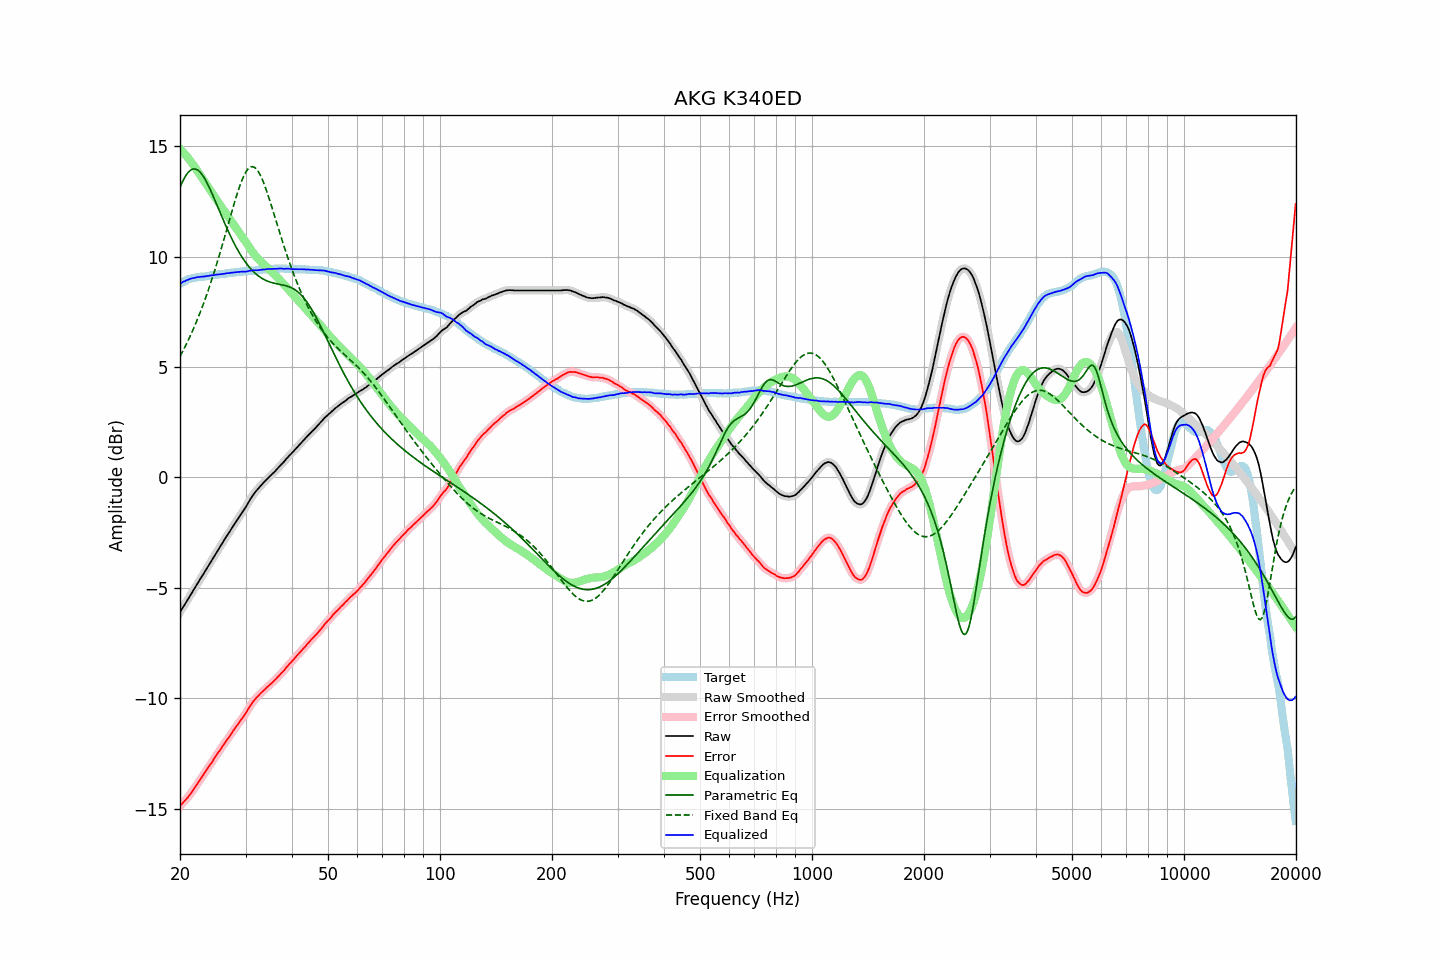 AKG K340ED
15
10
5
0
−5
−10
−15
Amplitude (dBr)
20
50
100
200
500
1000
2000
5000
10000
20000
Frequency (Hz)
Target
Raw Smoothed
Error Smoothed
Raw
Error
Equalization
Parametric Eq
Fixed Band Eq
Equalized